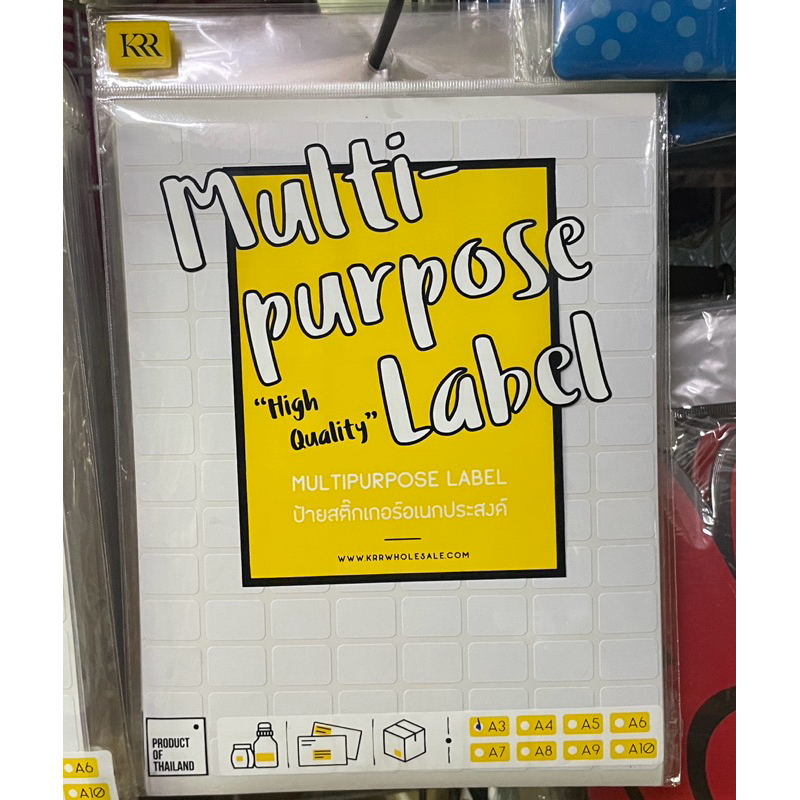 KRR
Multi-
purpose
Label
“High
Quality”
MULTIPURPOSE LABEL
ป้ายสติ๊กเกอร์อเนกประสงค์
WWW.KRRWHOLESALE.COM
PRODUCT
OF
THAILAND
A3 A4 A5 A6
A7 A8 A9 A10
A6
A10